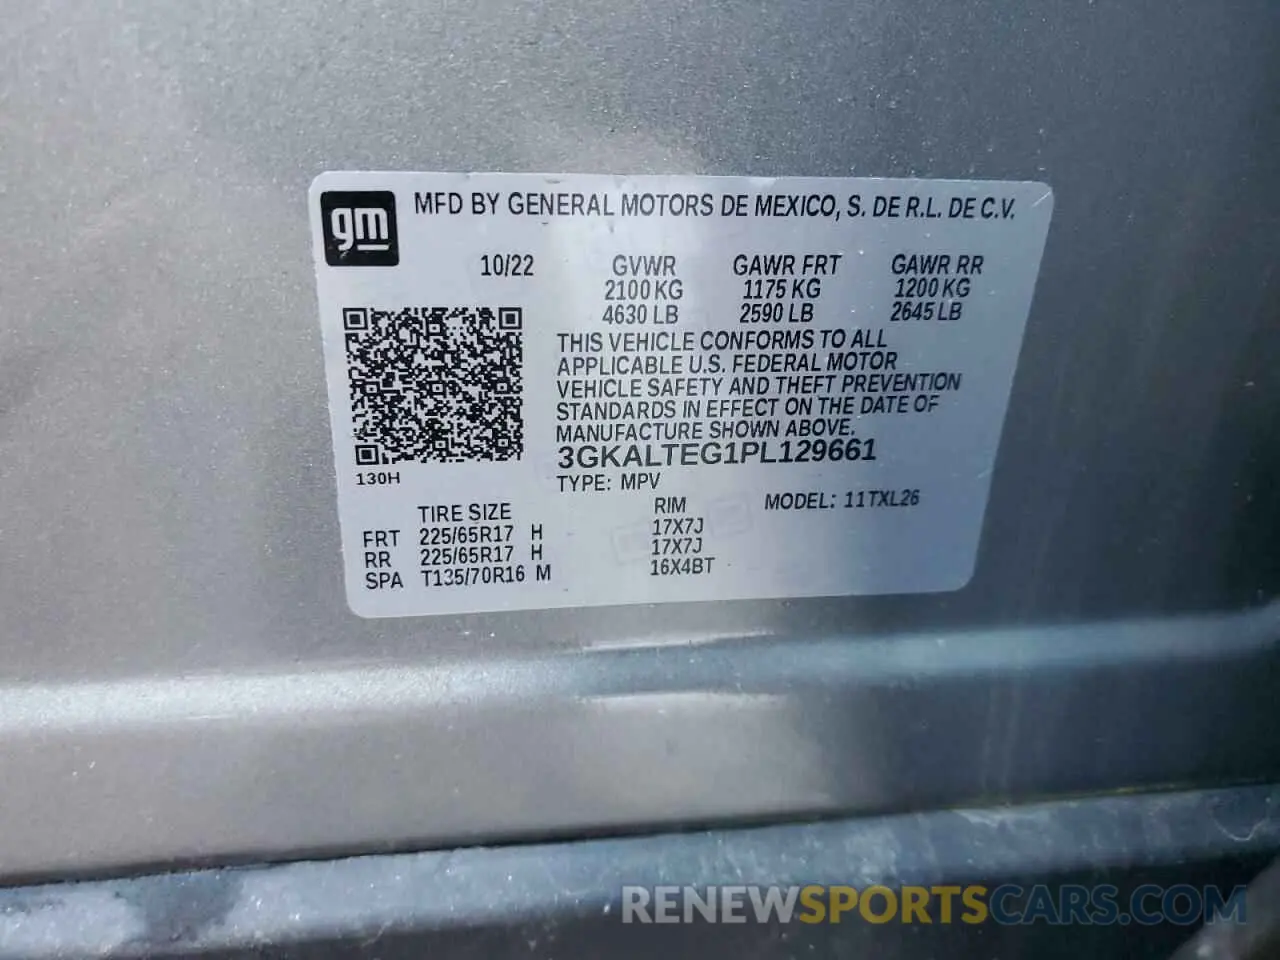 gm
MFD BY GENERAL MOTORS DE MEXICO, S. DE R.L. DE C.V.
10/22 GVWR GAWR FRT GAWR RR
2100 KG 1175 KG 1200 KG
4630 LB 2590 LB 2645 LB
THIS VEHICLE CONFORMS TO ALL
APPLICABLE U.S. FEDERAL MOTOR
VEHICLE SAFETY AND THEFT PREVENTION
STANDARDS IN EFFECT ON THE DATE OF
MANUFACTURE SHOWN ABOVE.
3GKALTEG1PL129661
130H
TYPE: MPV
MODEL: 11TXL26
TIRE SIZE RIM
FRT 225/65R17 H 17X7J
RR 225/65R17 H 17X7J
SPA T135/70R16 M 16X4BT
RENEWSPORTSCARS.COM